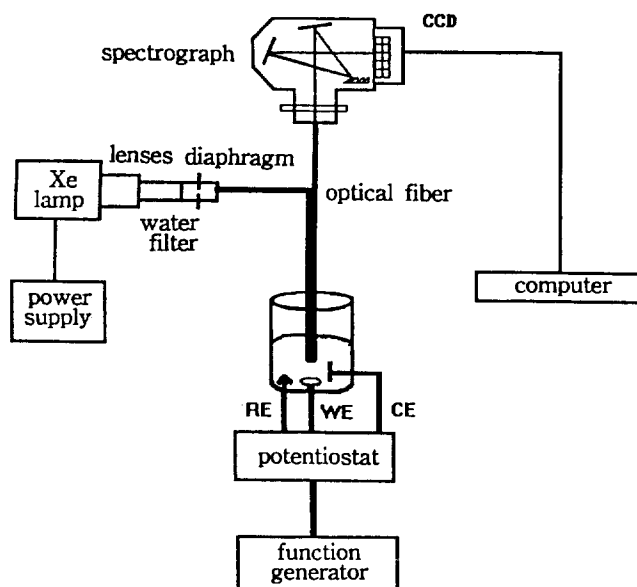 CCD
spectrograph
lenses diaphragm
Xe
lamp
optical fiber
water
filter
power
supply
computer
RE
WE
CE
potentiostat
function
generator